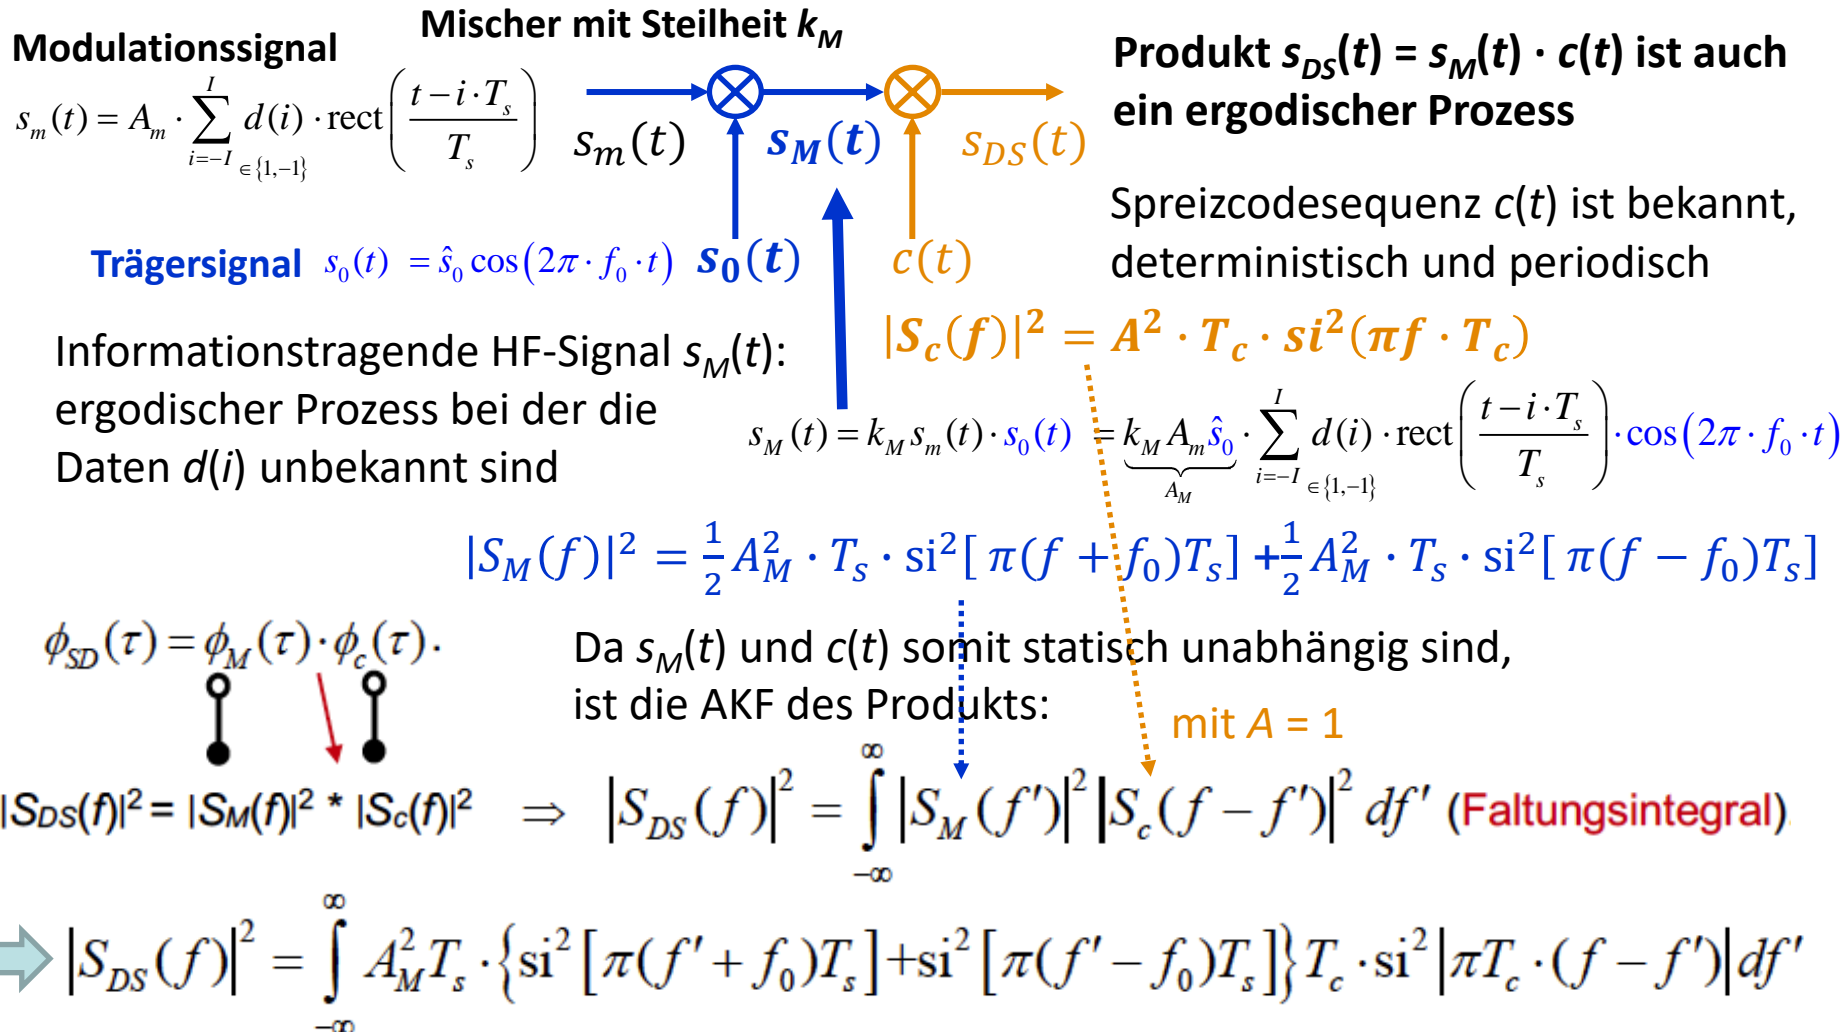 Mischer mit Steilheit k_M
Modulationssignal
s_m(t) = A_m · ∑_{i=-I}^{I} d(i)_{∈{1,-1}} · rect((t - i·T_s)/T_s)
s_m(t) s_M(t) s_DS(t)
Trägersignal s_0(t) = ŝ_0 cos(2π · f_0 · t) s_0(t) c(t)
Produkt s_DS(t) = s_M(t) · c(t) ist auch
ein ergodischer Prozess
Spreizcodesequenz c(t) ist bekannt,
deterministisch und periodisch
|S_c(f)|² = A² · T_c · si²(πf · T_c)
Informationstragende HF-Signal s_M(t):
ergodischer Prozess bei der die
Daten d(i) unbekannt sind
s_M(t) = k_M s_m(t) · s_0(t) = k_M A_m ŝ_0 · ∑_{i=-I}^{I} d(i)_{∈{1,-1}} · rect((t - i·T_s)/T_s) · cos(2π · f_0 · t)
A_M
|S_M(f)|² = 1/2 A_M² · T_s · si²[ π(f + f_0)T_s] + 1/2 A_M² · T_s · si²[ π(f − f_0)T_s]
ϕ_SD(τ) = ϕ_M(τ) · ϕ_c(τ).
Da s_M(t) und c(t) somit statisch unabhängig sind,
ist die AKF des Produkts:
mit A = 1
|S_DS(f)|² = |S_M(f)|² * |S_c(f)|² ⇒ |S_DS(f)|² = ∫_{-∞}^{∞} |S_M(f')|² |S_c(f − f')|² df' (Faltungsintegral)
|S_DS(f)|² = ∫_{-∞}^{∞} A_M² T_s · {si²[π(f' + f_0)T_s] + si²[π(f' − f_0)T_s]} T_c · si²|πT_c · (f − f')| df'